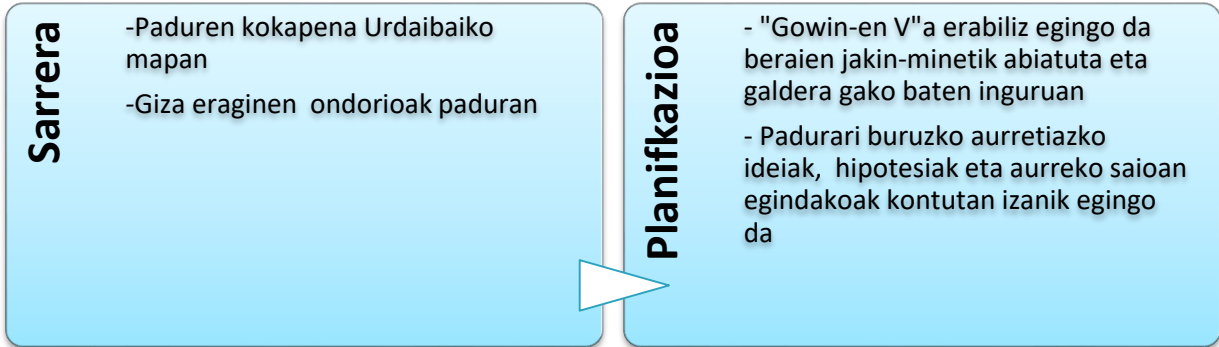 Sarrera
-Paduren kokapena Urdaibaiko
mapan
-Giza eraginen ondorioak paduran
Planifkazioa
- "Gowin-en V"a erabiliz egingo da
beraien jakin-minetik abiatuta eta
galdera gako baten inguruan
- Padurari buruzko aurretiazko
ideiak, hipotesiak eta aurreko saioan
egindakoak kontutan izanik egingo
da